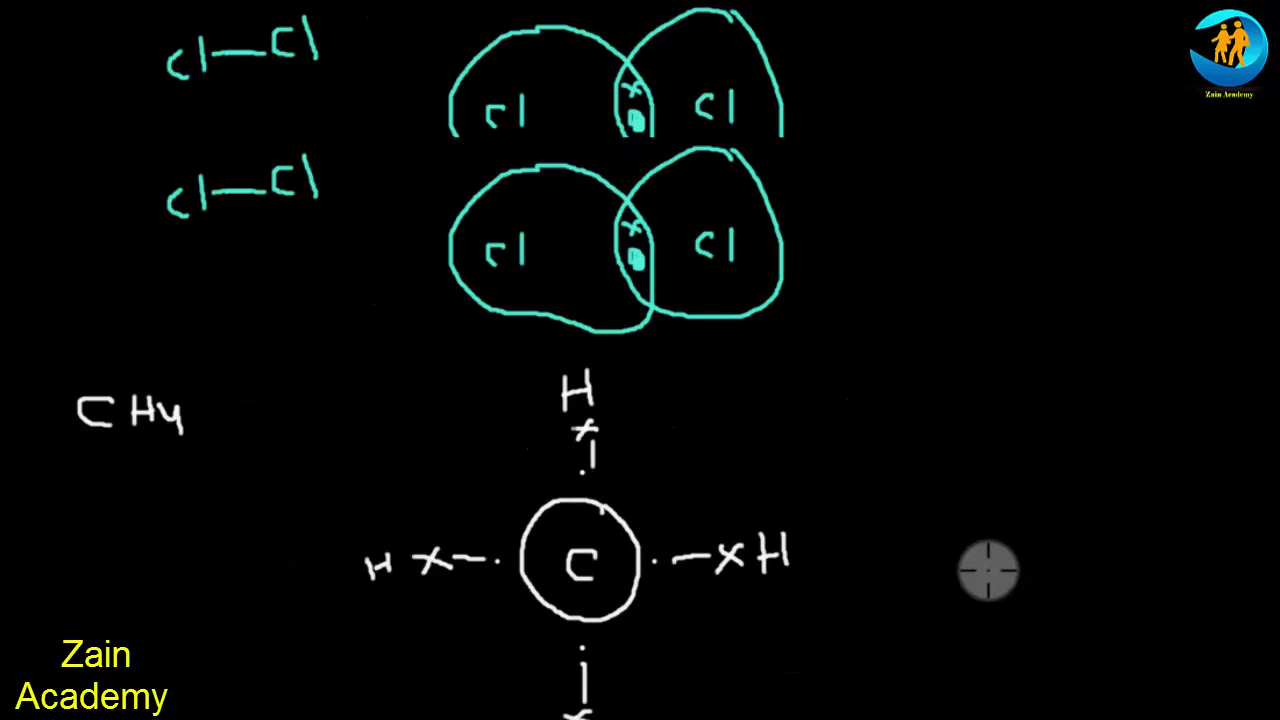 Cl—Cl
Cl x Cl
Zain Academy
Cl—Cl
Cl x Cl
CH4
H
x
H x – . C . – x H
x
Zain
Academy